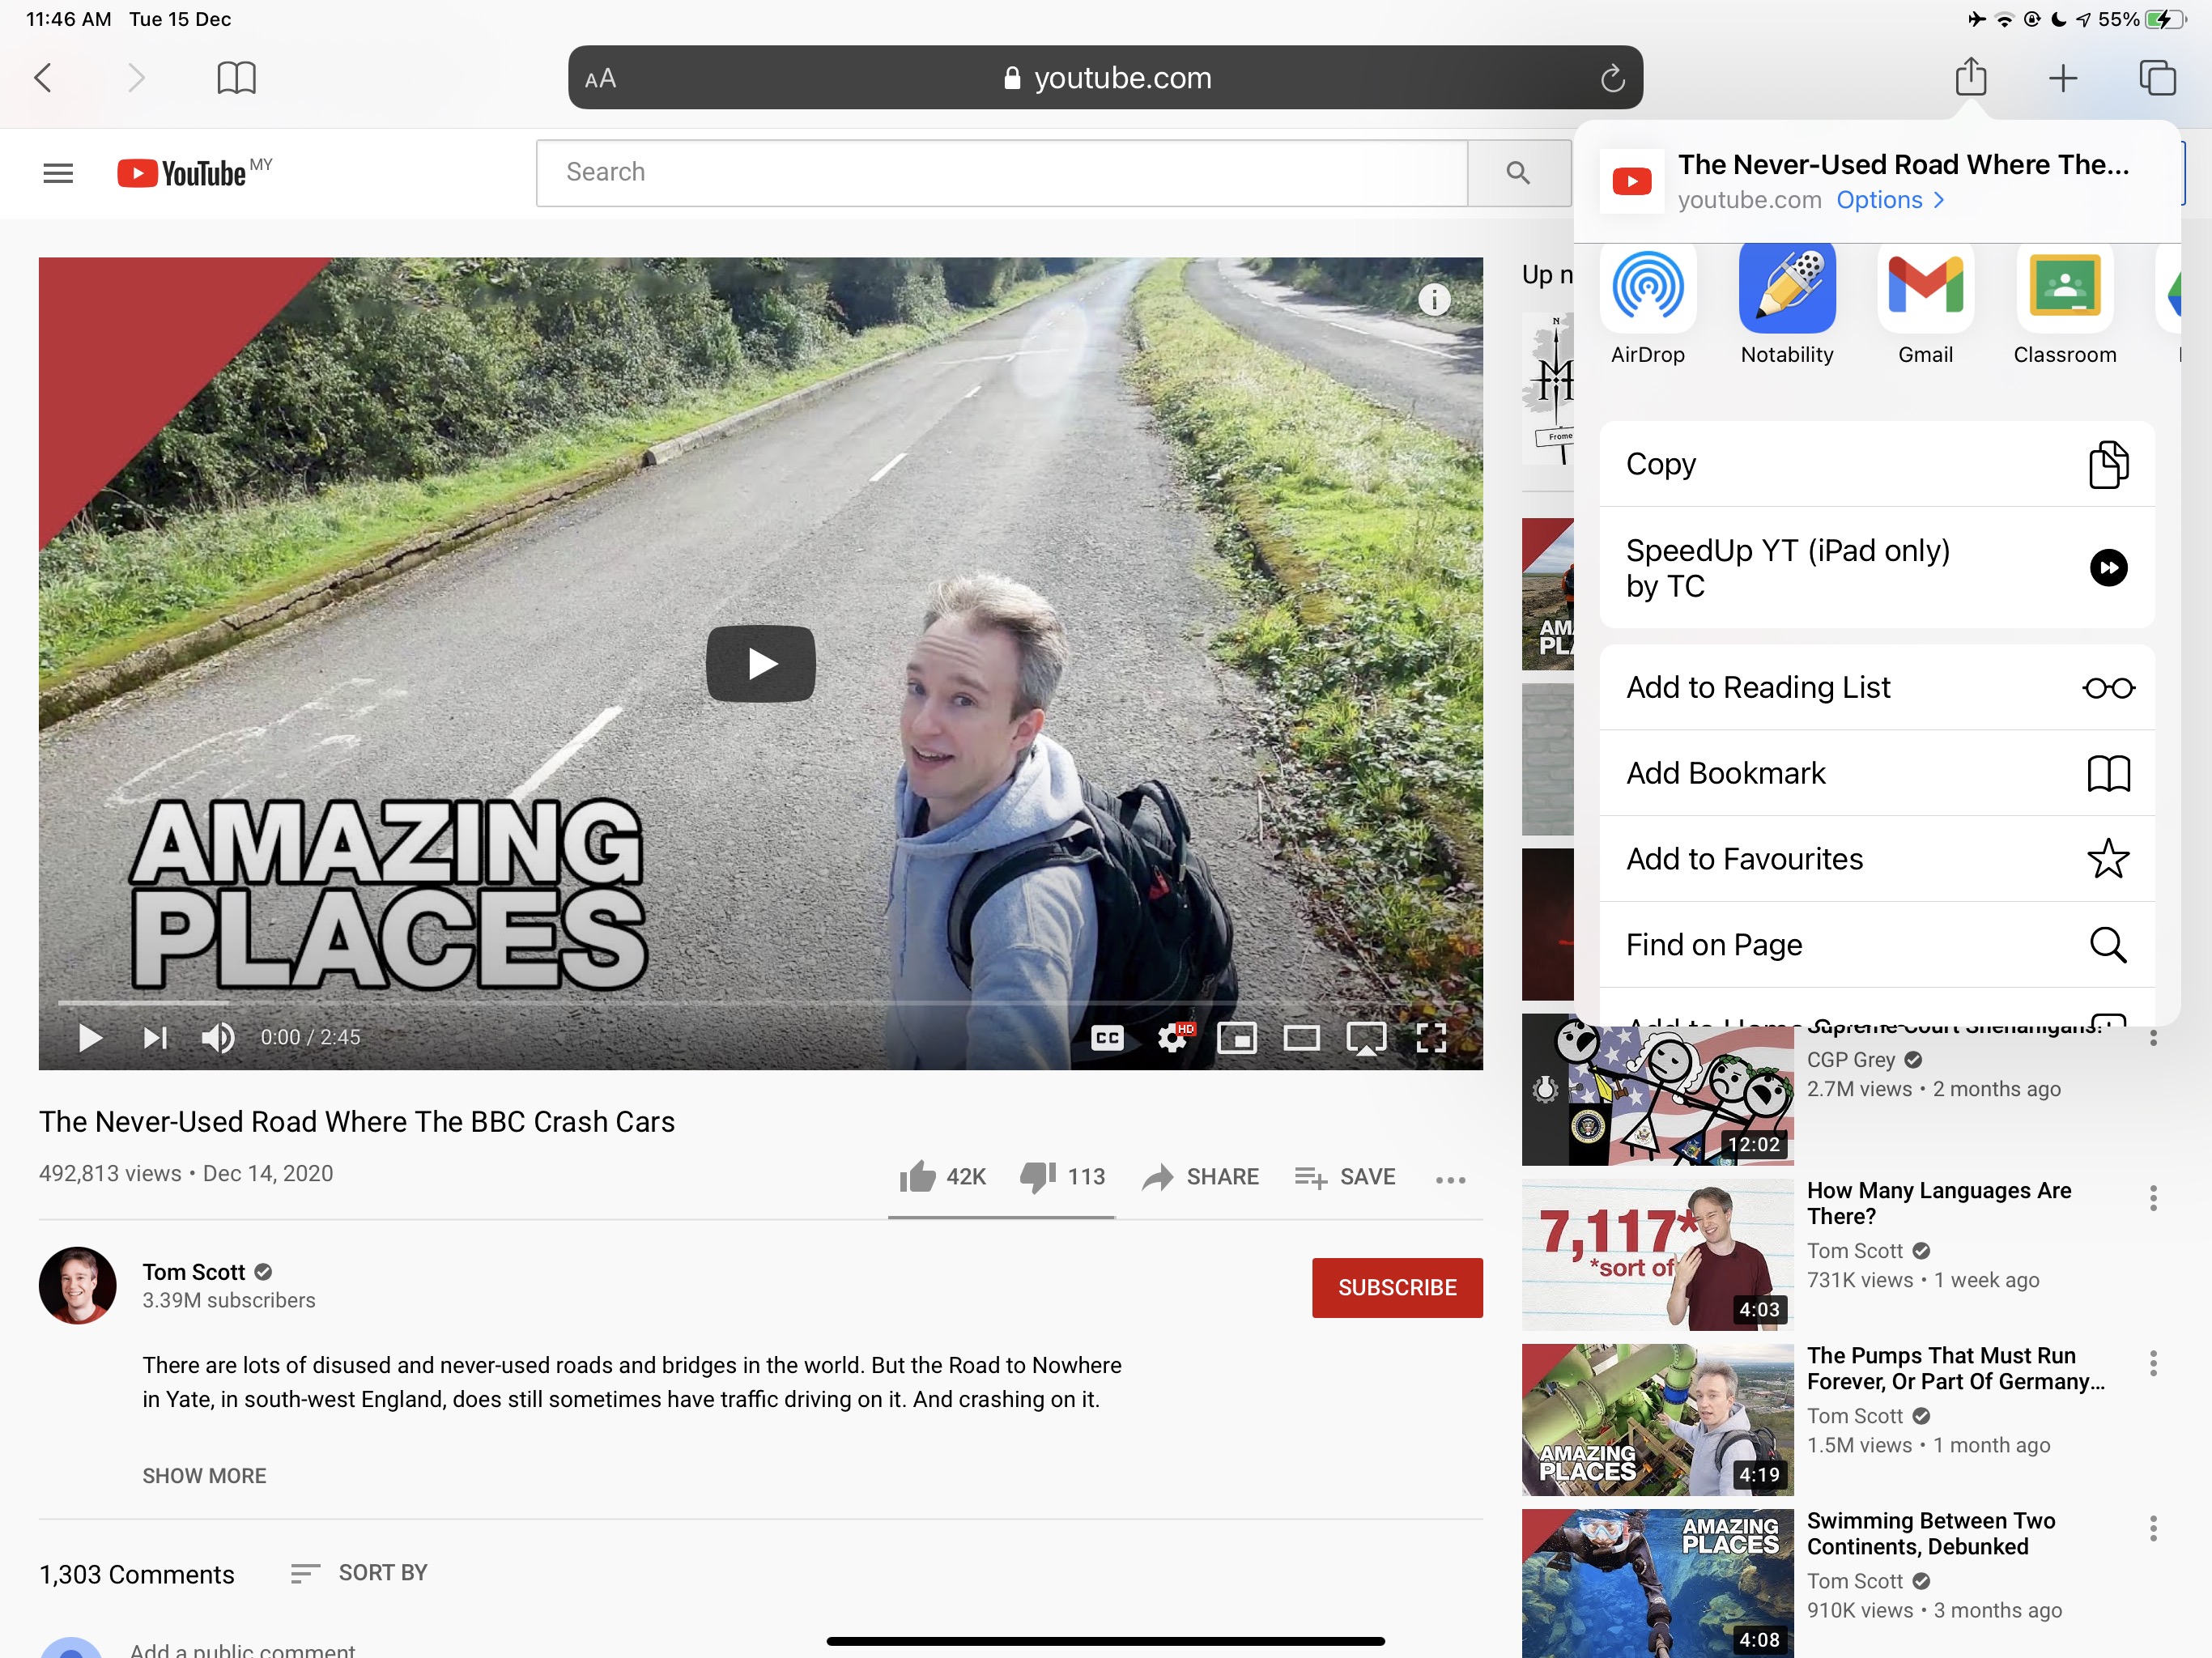 11:46 AM Tue 15 Dec
55%
AA
youtube.com
YouTube MY
Search
The Never-Used Road Where The...
youtube.com Options >
AirDrop
Notability
Gmail
Classroom
Copy
SpeedUp YT (iPad only)
by TC
Add to Reading List
Add Bookmark
Add to Favourites
Find on Page
Up n
N
Frome
AMAZING
PLACES
0:00 / 2:45
CC
HD
The Never-Used Road Where The BBC Crash Cars
492,813 views • Dec 14, 2020
42K
113
SHARE
SAVE
Tom Scott
3.39M subscribers
SUBSCRIBE
There are lots of disused and never-used roads and bridges in the world. But the Road to Nowhere
in Yate, in south-west England, does still sometimes have traffic driving on it. And crashing on it.
SHOW MORE
1,303 Comments
SORT BY
Add a public comment
AM
PL
Supreme Court Shenanigans!
CGP Grey
2.7M views • 2 months ago
12:02
7,117*
*sort of
4:03
How Many Languages Are
There?
Tom Scott
731K views • 1 week ago
AMAZING
PLACES
4:19
The Pumps That Must Run
Forever, Or Part Of Germany...
Tom Scott
1.5M views • 1 month ago
AMAZING
PLACES
4:08
Swimming Between Two
Continents, Debunked
Tom Scott
910K views • 3 months ago